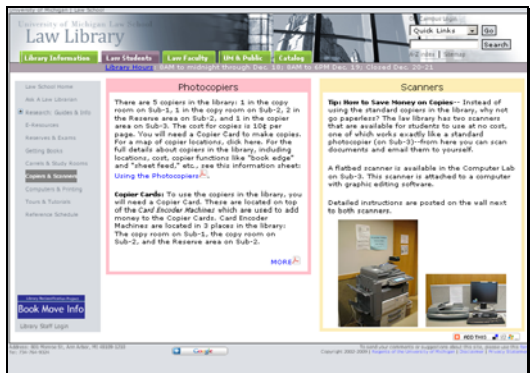 University of Michigan | Law School
University of Michigan Law School
Law Library
Campus Login
Quick Links
Go
Search
A-Z Index | Sitemap
Library Information
Law Students
Law Faculty
UM & Public
Catalog
Library Hours: 8AM to midnight through Dec. 18; 8AM to 6PM Dec. 19; Closed Dec. 20-21
Law School Home
Ask A Law Librarian
Research: Guides & Info
E-Resources
Reserves & Exams
Getting Books
Carrels & Study Rooms
Copiers & Scanners
Computers & Printing
Tours & Tutorials
Reference Schedule
Book Move Info
Library Staff Login
Photocopiers
There are 5 copiers in the library: 1 in the copy
room on Sub-1, 1 in the copy room on Sub-2, 2 in
the Reserve area on Sub-2, and 1 in the copier
area on Sub-3. The cost for copies is 10¢ per
page. You will need a Copier Card to make copies.
For a map of copier locations, click here. For the
full details about copiers in the library, including
locations, cost, copier functions like "book edge"
and "sheet feed," etc., see this information sheet:
Using the Photocopiers
Copier Cards: To use the copiers in the library, you
will need a Copier Card. These are located on top
of the Card Encoder Machines which are used to add
money to the Copier Cards. Card Encoder
Machines are located in 3 places in the library:
The copy room on Sub-1, the copy room on
Sub-2, and the Reserve area on Sub-2.
MORE
Scanners
Tip: How to Save Money on Copies-- Instead of
using the standard copiers in the library, why not
go paperless? The law library has two scanners
that are available for students to use at no cost,
one of which works exactly like a standard
photocopier (on Sub-3)--from here you can scan
documents and email them to yourself.
A flatbed scanner is available in the Computer Lab
on Sub-3. This scanner is attached to a computer
with graphic editing software.
Detailed instructions are posted on the wall next
to both scanners.
ADD THIS
Google